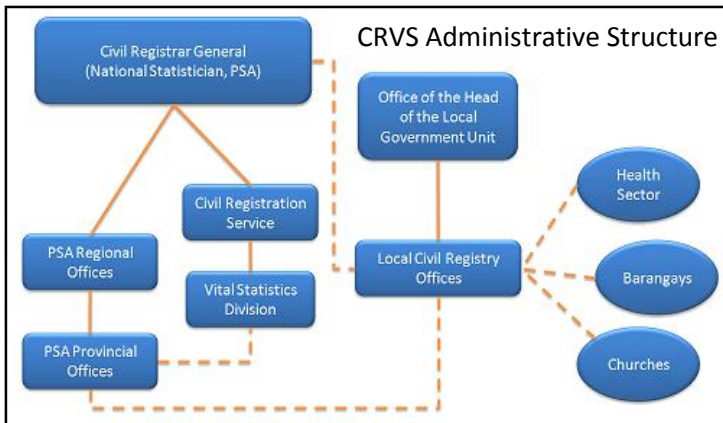 CRVS Administrative Structure
Civil Registrar General
(National Statistician, PSA)
Office of the Head
of the Local
Government Unit
Health
Sector
Civil Registration
Service
PSA Regional
Offices
Local Civil Registry
Offices
Barangays
Vital Statistics
Division
PSA Provincial
Offices
Churches